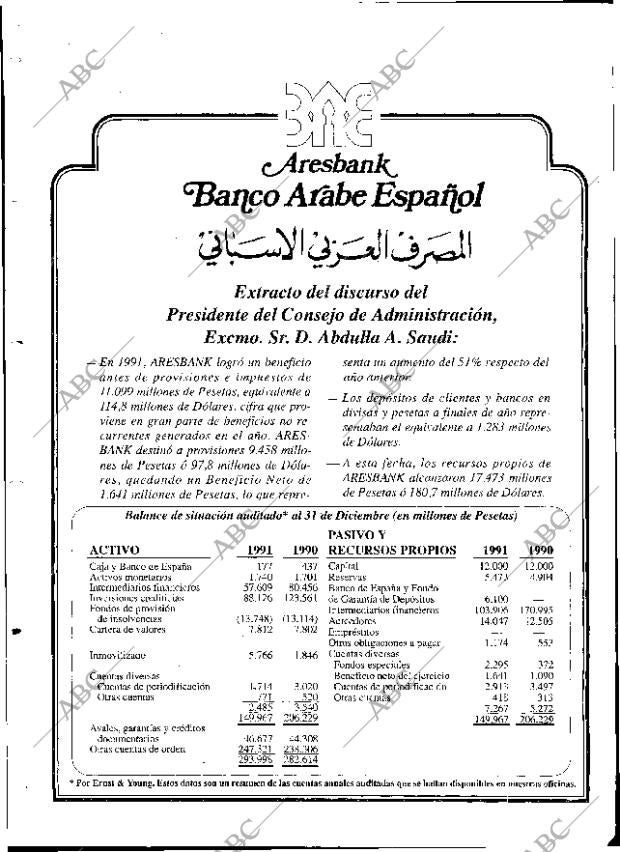 Aresbank
Banco Arabe Español
المصرف العربي الاسباني
Extracto del discurso del
Presidente del Consejo de Administración,
Excmo. Sr. D. Abdulla A. Saudi:
— En 1991, ARESBANK logró un beneficio
antes de provisiones e impuestos de
11.099 millones de Pesetas, equivalente a
114,8 millones de Dólares, cifra que pro-
viene en gran parte de beneficios no re-
currentes generados en el año. ARES-
BANK destinó a provisiones 9.458 millo-
nes de Pesetas ó 97,8 millones de Dóla-
res, quedando un Beneficio Neto de
1.641 millones de Pesetas, lo que repre-
senta un aumento del 51% respecto del
año anterior.
— Los depósitos de clientes y bancos en
divisas y pesetas a finales de año repre-
sentaban el equivalente a 1.283 millones
de Dólares.
— A esta fecha, los recursos propios de
ARESBANK alcanzaron 17.473 millones
de Pesetas ó 180,7 millones de Dólares.
Balance de situación auditado* al 31 de Diciembre (en millones de Pesetas)
ACTIVO 1991 1990
Caja y Banco de España 177 437
Activos monetarios 1.740 1.701
Intermediarios financieros 57.609 80.456
Inversiones crediticias 88.126 123.561
Fondos de provisión
de insolvencias (13.748) (13.114)
Cartera de valores 7.812 7.802
Inmovilizado 5.766 1.846
Cuentas diversas
Cuentas de periodificación 1.714 3.020
Otras cuentas 771 520
2.485 3.540
149.967 206.229
Avales, garantías y créditos
documentarios 46.677 44.308
Otras cuentas de orden 247.321 238.306
293.998 282.614
PASIVO Y
RECURSOS PROPIOS 1991 1990
Capital 12.000 12.000
Reservas 5.473 4.904
Banco de España y Fondo
de Garantía de Depósitos 6.100 —
Intermediarios financieros 103.906 170.995
Acreedores 14.047 12.505
Empréstitos — —
Otras obligaciones a pagar 1.174 553
Cuentas diversas
Fondos especiales 2.295 372
Beneficio neto del ejercicio 1.641 1.090
Cuentas de periodificación 2.913 3.497
Otras cuentas 418 313
7.267 5.272
149.967 206.229
* Por Ernst & Young. Estos datos son un resumen de las cuentas anuales auditadas que se hallan disponibles en nuestras oficinas.